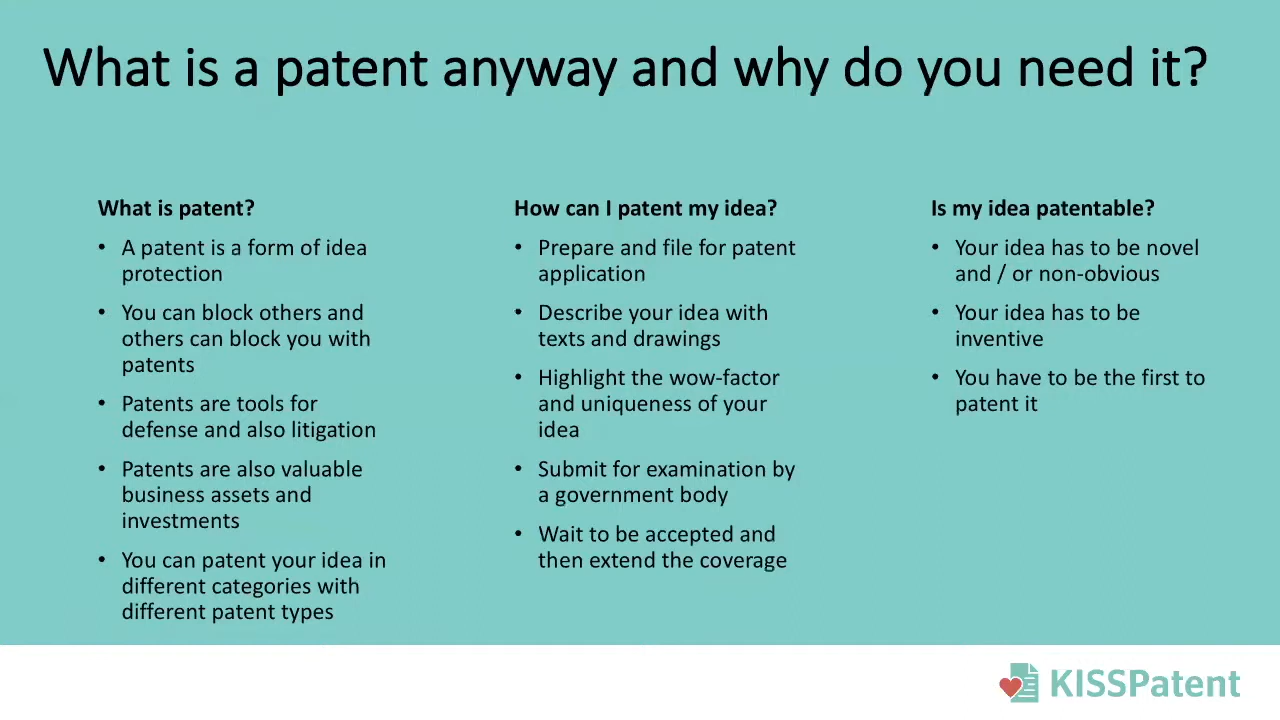 What is a patent anyway and why do you need it?
What is patent?
• A patent is a form of idea
protection
• You can block others and
others can block you with
patents
• Patents are tools for
defense and also litigation
• Patents are also valuable
business assets and
investments
• You can patent your idea in
different categories with
different patent types
How can I patent my idea?
• Prepare and file for patent
application
• Describe your idea with
texts and drawings
• Highlight the wow-factor
and uniqueness of your
idea
• Submit for examination by
a government body
• Wait to be accepted and
then extend the coverage
Is my idea patentable?
• Your idea has to be novel
and / or non-obvious
• Your idea has to be
inventive
• You have to be the first to
patent it
KISSPatent